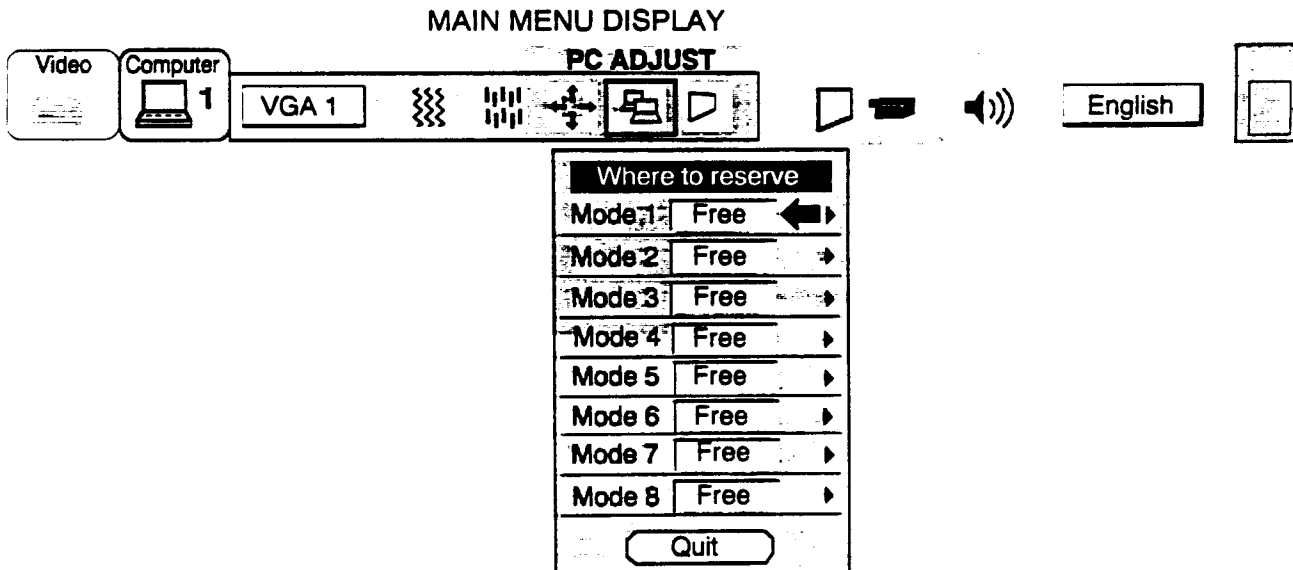 MAIN MENU DISPLAY
PC ADJUST
Video
Computer
1
VGA 1
English
Where to reserve
Mode 1 Free
Mode 2 Free
Mode 3 Free
Mode 4 Free
Mode 5 Free
Mode 6 Free
Mode 7 Free
Mode 8 Free
Quit